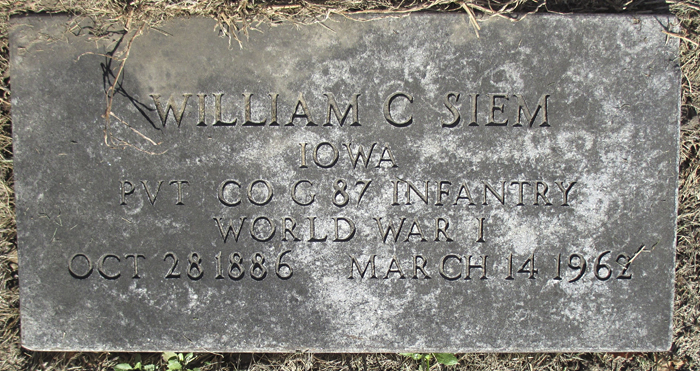 WILLIAM C SIEM
IOWA
PVT CO G 87 INFANTRY
WORLD WAR I
OCT 28 1886 MARCH 14 1962